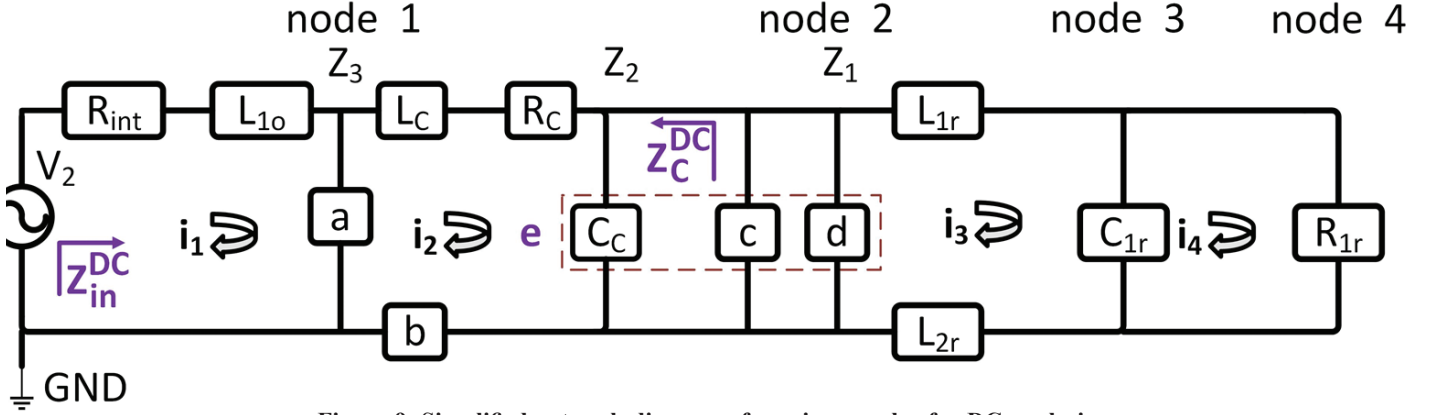 node 1 node 2 node 3 node 4
Z3 Z2 Z1
Rint L1o LC RC L1r
V2 ZCDC
i1 a i2 e CC c d i3 C1r i4 R1r
ZinDC
b L2r
GND